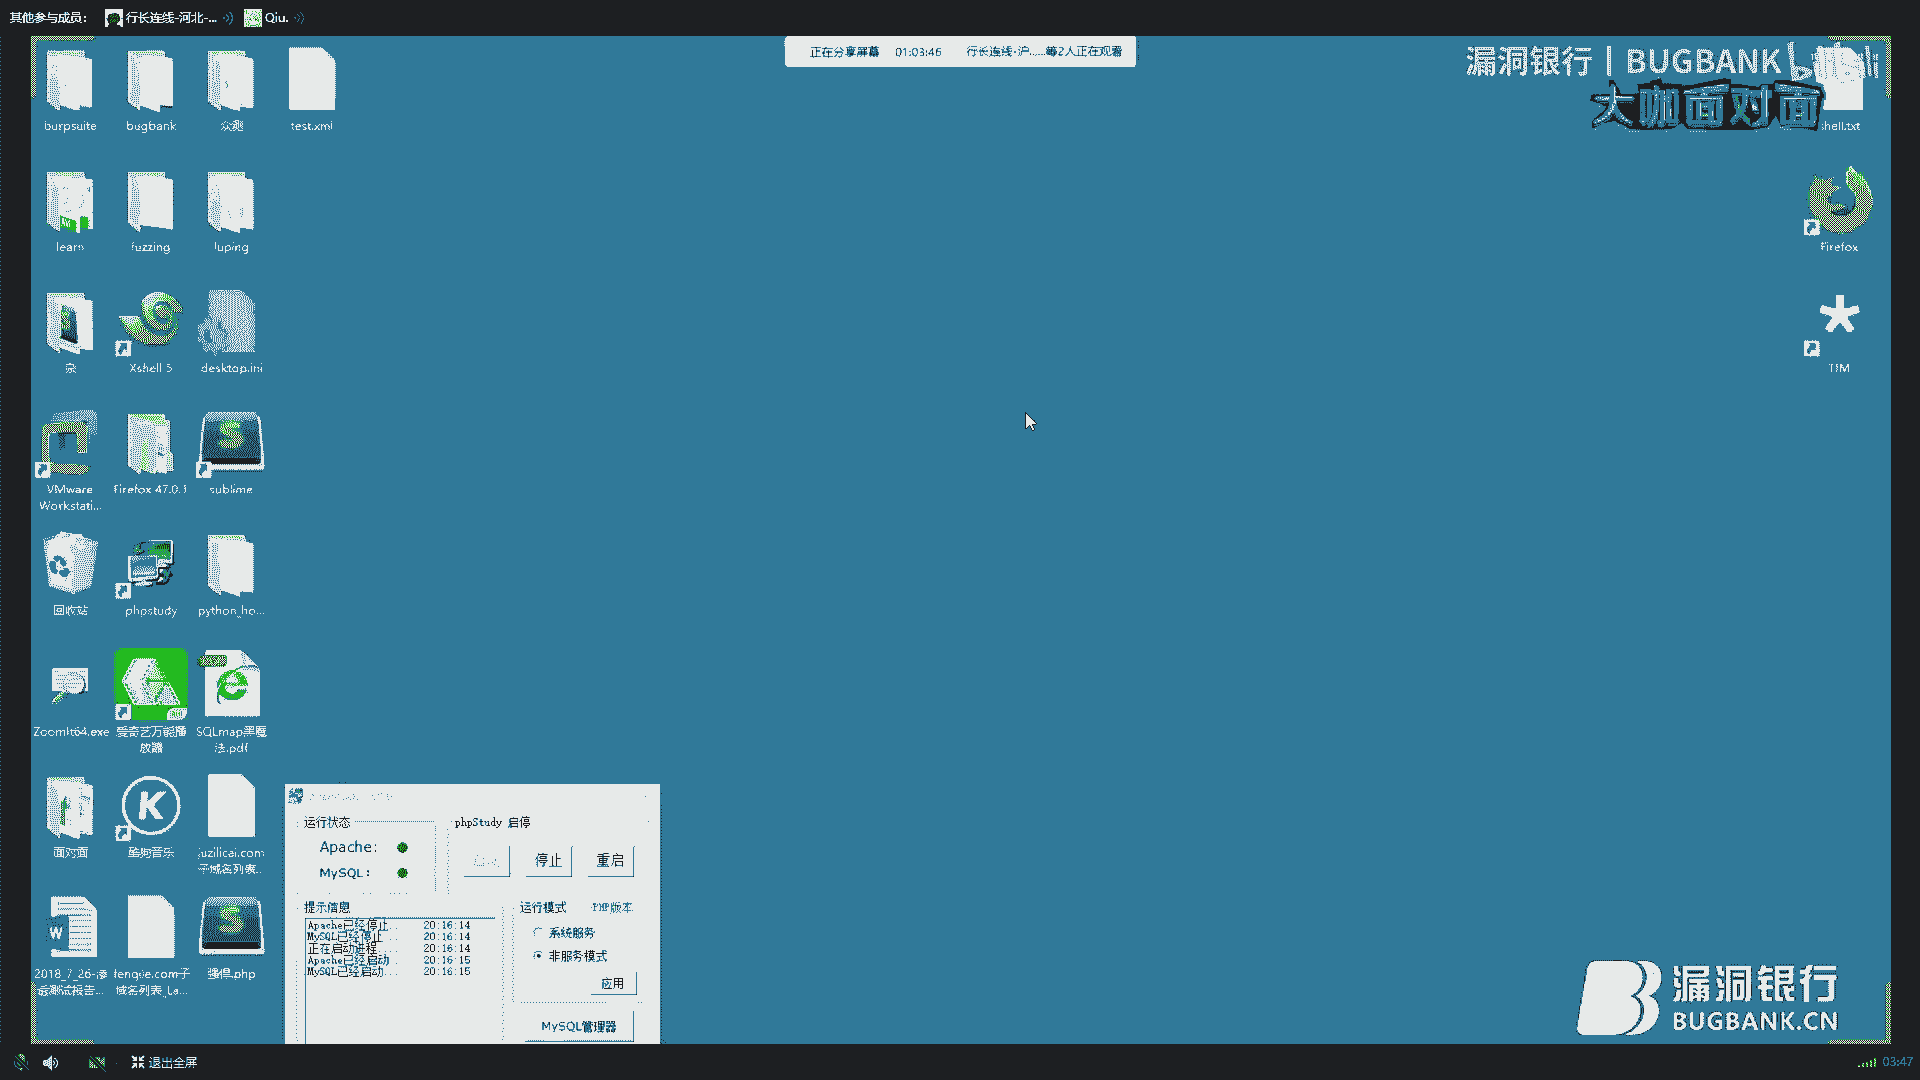 其他参与成员：
行长连线-河北-...
Qiu.
正在分享屏幕 01:03:46 行长连线-沪......等2人正在观看
漏洞银行 | BUGBANK
bilibili
大咖面对面
burpsuite
bugbank
众测
test.xml
shell.txt
learn
fuzzing
luping
Firefox
杂
Xshell 5
desktop.ini
TIM
VMware
Workstati...
Firefox 47.0.1
sublime
回收站
phpstudy
python_ho...
ZoomIt64.exe
爱奇艺万能播
放器
SQLmap黑魔
法.pdf
面对面
酷狗音乐
juzilicai.com
子域名列表...
2018_7_26-渗
透测试报告...
fengjie.com子
域名列表_La...
强悍.php
运行状态
Apache:
MySQL:
phpStudy 启停
启动
停止
重启
提示信息
Apache已经停止... 20:16:14
MySQL已经停止... 20:16:14
正在启动进程.... 20:16:14
Apache已经启动... 20:16:15
MySQL已经启动... 20:16:15
运行模式
PHP版本
系统服务
非服务模式
应用
MySQL管理器
漏洞银行
BUGBANK.CN
退出全屏
03:47